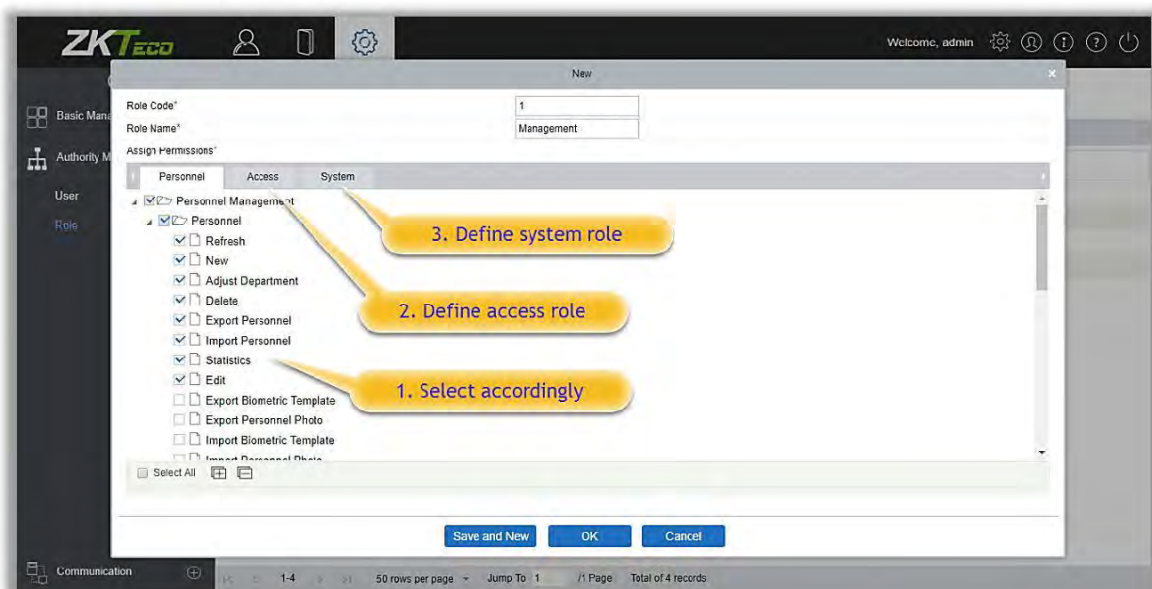 ZKTECO
Welcome, admin
New
Basic Mana
Authority M
User
Role
Role Code*
1
Role Name*
Management
Assign Permissions*
Personnel Access System
Personnel Management
Personnel
Refresh
New
Adjust Department
Delete
Export Personnel
Import Personnel
Statistics
Edit
Export Biometric Template
Export Personnel Photo
Import Biometric Template
Import Personnel Photo
3. Define system role
2. Define access role
1. Select accordingly
Select All
Save and New OK Cancel
Communication
1-4 50 rows per page Jump To 1 /1 Page Total of 4 records